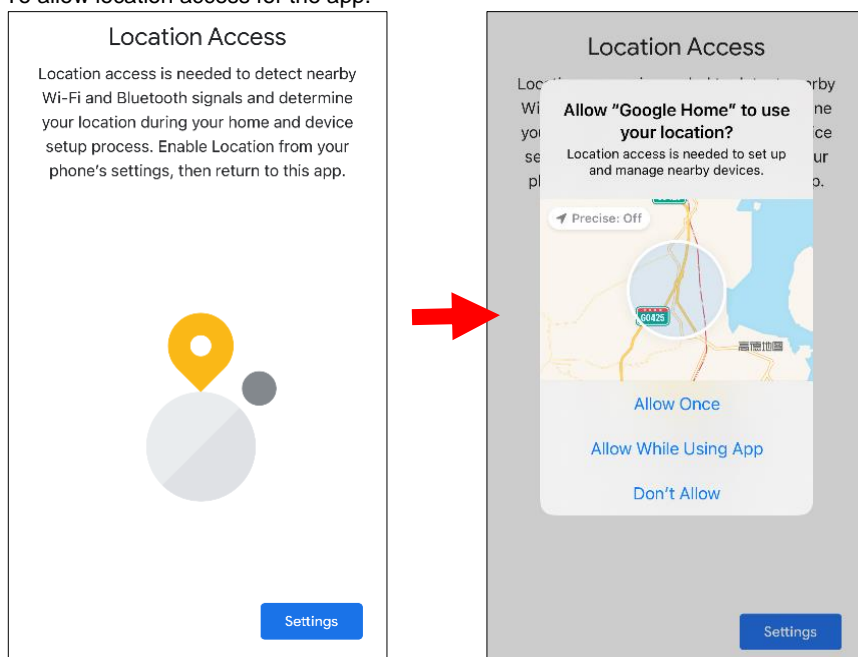 To allow location access for the app.
Location Access
Location access is needed to detect nearby
Wi-Fi and Bluetooth signals and determine
your location during your home and device
setup process. Enable Location from your
phone's settings, then return to this app.
Settings
Location Access
Allow "Google Home" to use
your location?
Location access is needed to set up
and manage nearby devices.
Precise: Off
G0425
高德地图
Allow Once
Allow While Using App
Don't Allow
Settings